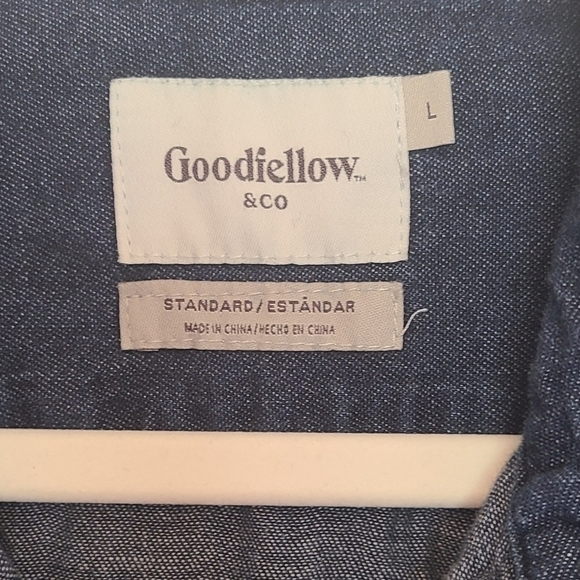 Goodfellow™
&CO
L
STANDARD/ESTÁNDAR
MADE IN CHINA/HECHO EN CHINA